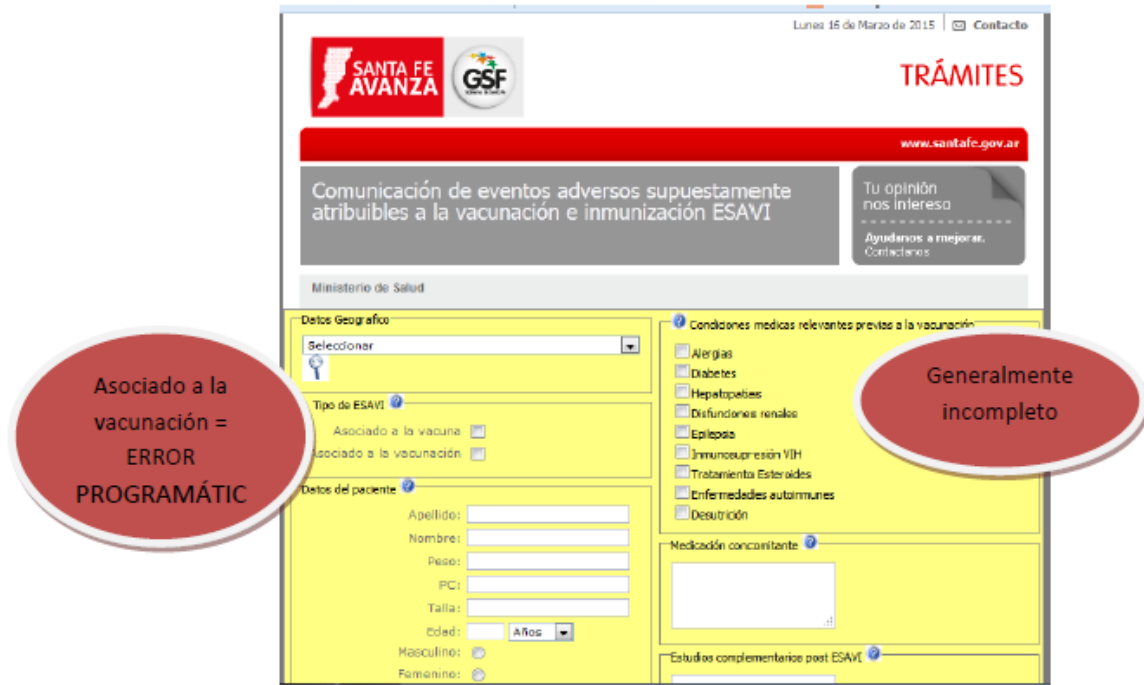 Lunes 16 de Marzo de 2015
Contacto
SANTA FE
AVANZA
GSF
TRÁMITES
www.santafe.gov.ar
Comunicación de eventos adversos supuestamente
atribuibles a la vacunación e inmunización ESAVI
Tu opinión
nos interesa
Ayudanos a mejorar.
Contactanos
Ministerio de Salud
Datos Geografico
Seleccionar
Tipo de ESAVI
Asociado a la vacuna
Asociado a la vacunación
Datos del paciente
Apellido:
Nombre:
Peso:
PC:
Talla:
Edad:
Años
Masculino:
Femenino:
Condiciones medicas relevantes previas a la vacunación
Alergias
Diabetes
Hepatopaties
Disfunciones renales
Epilepsia
Inmunosupresión VIH
Tratamiento Esteroides
Enfermedades autoinmunes
Desutrición
Medicación concomitante
Estudios complementarios post ESAVI
Asociado a la
vacunación =
ERROR
PROGRAMÁTIC
Generalmente
incompleto